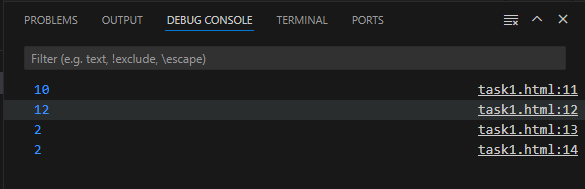 PROBLEMS OUTPUT DEBUG CONSOLE TERMINAL PORTS
Filter (e.g. text, !exclude, \escape)
10 task1.html:11
12 task1.html:12
2 task1.html:13
2 task1.html:14